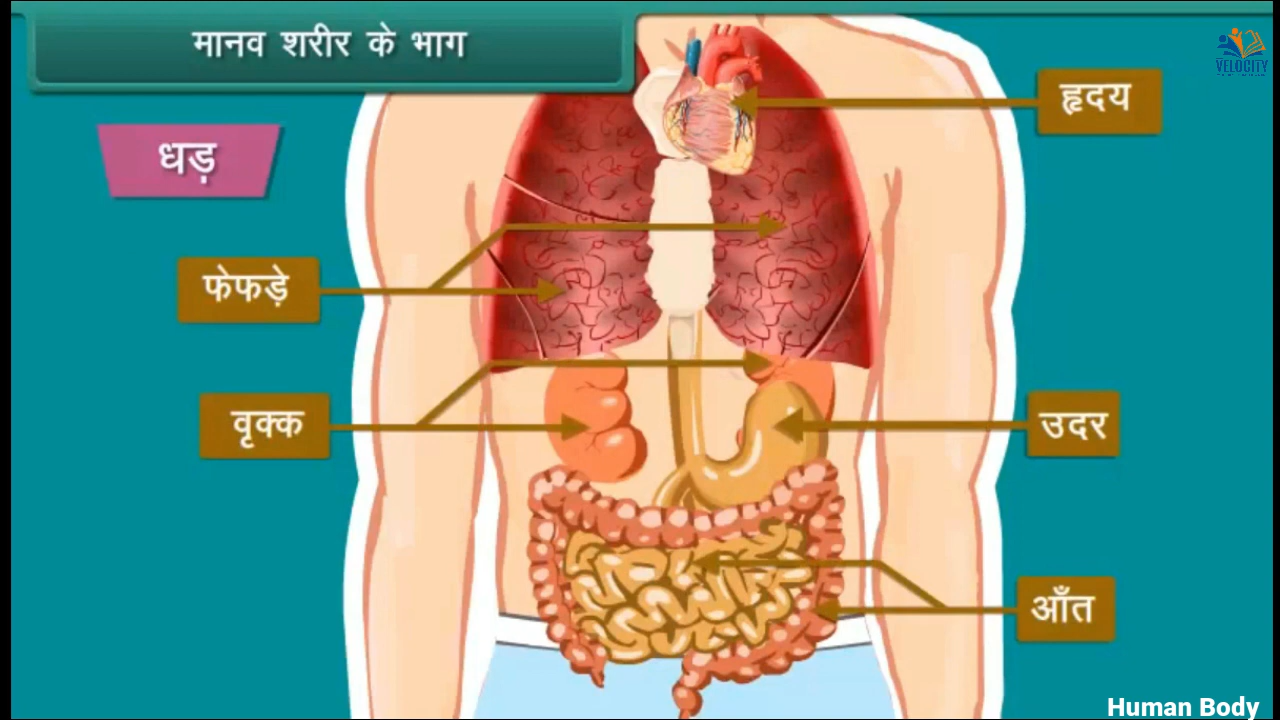 मानव शरीर के भाग
VELOCITY
हृदय
धड़
फेफड़े
वृक्क
उदर
आँत
Human Body